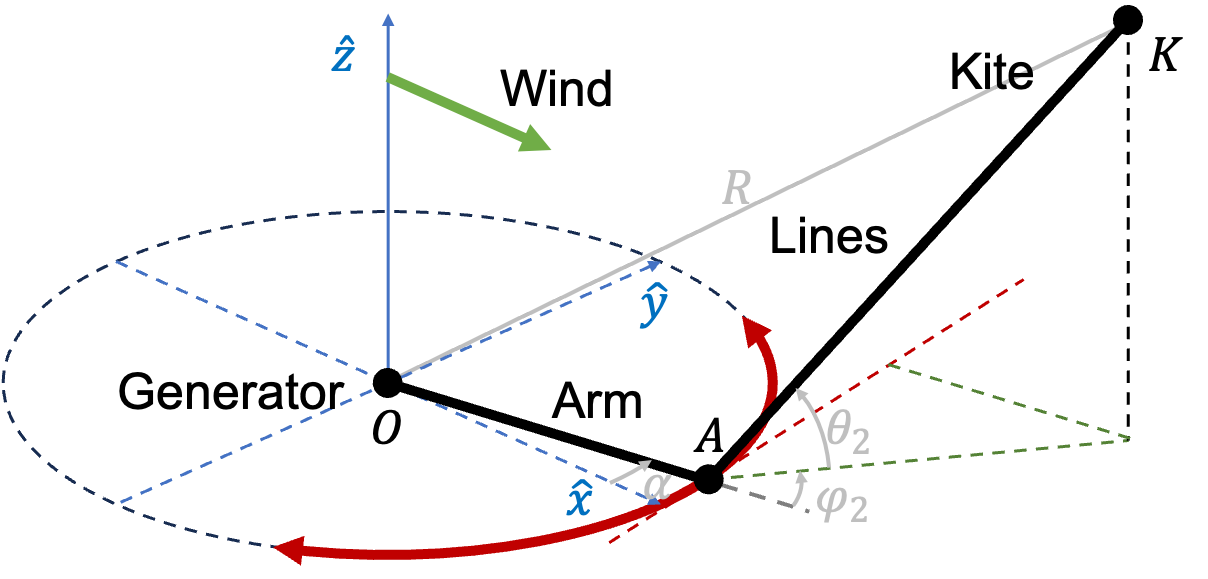 ẑ
Wind
Kite
K
R
Lines
ŷ
Generator
Arm
O
A
θ₂
x̂
α
φ₂